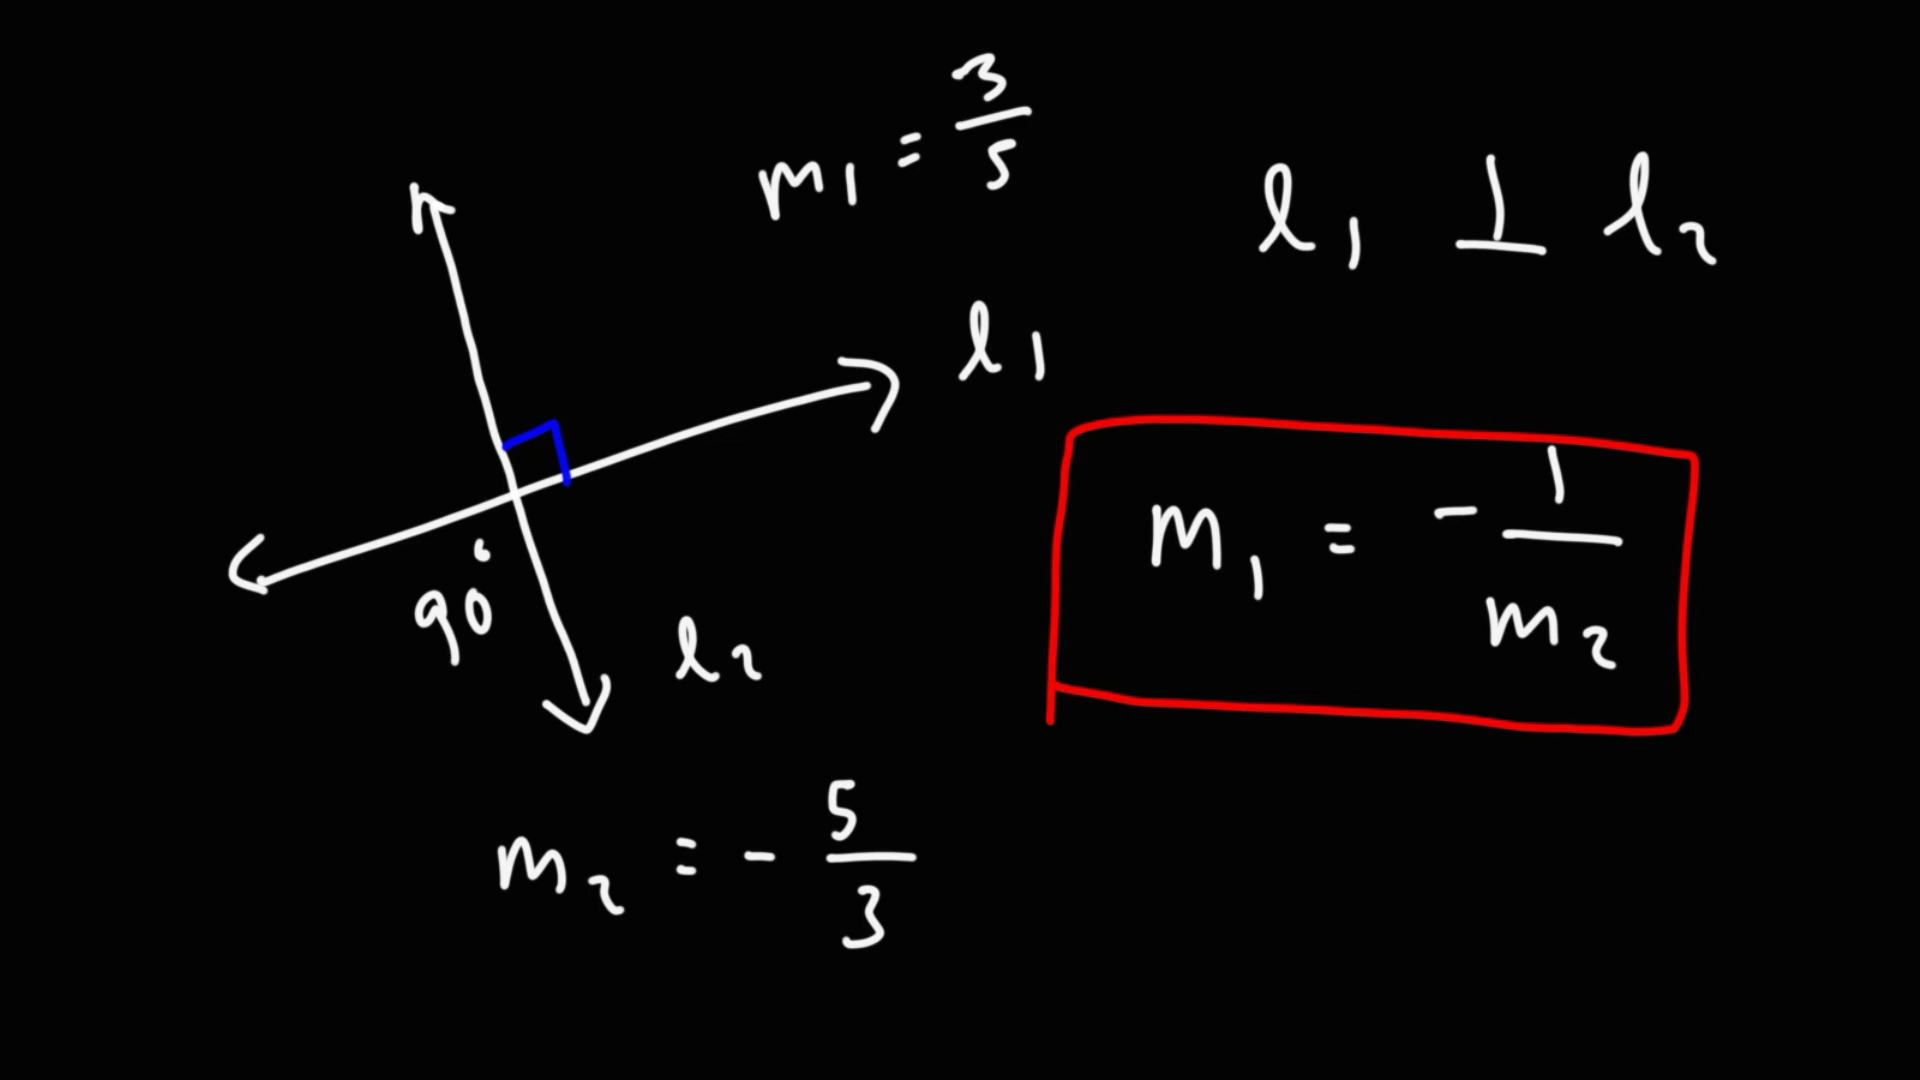 m₁ = 3/5
l₁ ⊥ l₂
l₁
m₁ = - 1/m₂
90°
l₂
m₂ = - 5/3